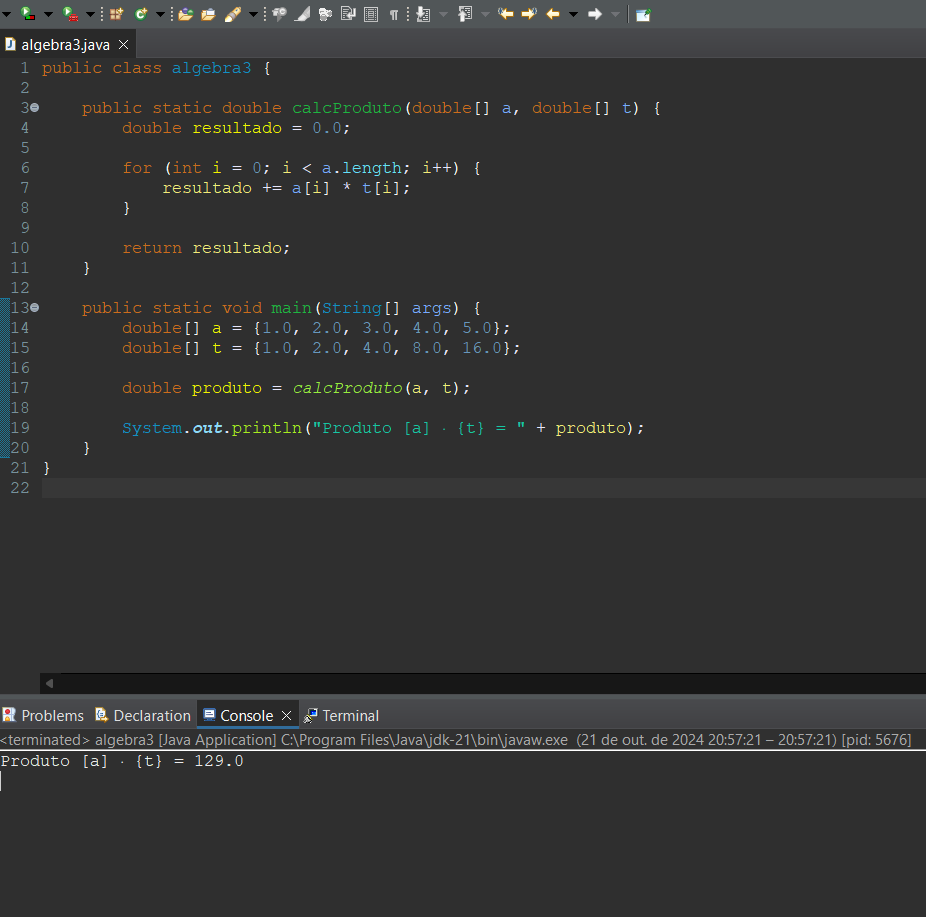 algebra3.java
1 public class algebra3 {
2
3 public static double calcProduto(double[] a, double[] t) {
4 double resultado = 0.0;
5
6 for (int i = 0; i < a.length; i++) {
7 resultado += a[i] * t[i];
8 }
9
10 return resultado;
11 }
12
13 public static void main(String[] args) {
14 double[] a = {1.0, 2.0, 3.0, 4.0, 5.0};
15 double[] t = {1.0, 2.0, 4.0, 8.0, 16.0};
16
17 double produto = calcProduto(a, t);
18
19 System.out.println("Produto [a] · {t} = " + produto);
20 }
21 }
22
Problems Declaration Console Terminal
<terminated> algebra3 [Java Application] C:\Program Files\Java\jdk-21\bin\javaw.exe (21 de out. de 2024 20:57:21 – 20:57:21) [pid: 5676]
Produto [a] · {t} = 129.0